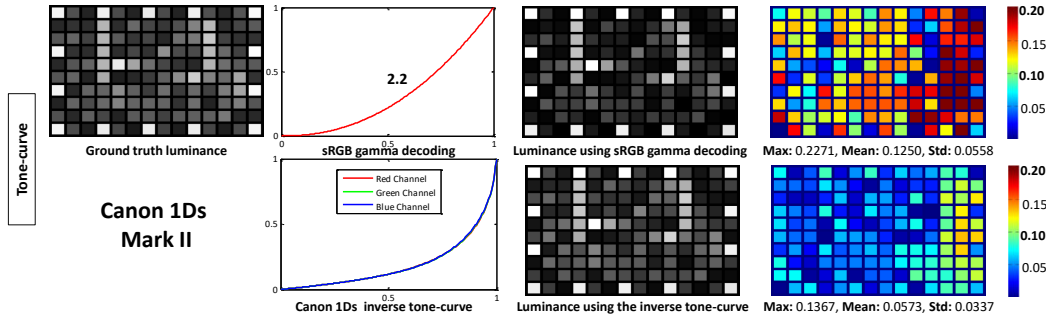 Tone-curve
Ground truth luminance
1
0.5
0
0
0.5
1
2.2
sRGB gamma decoding
Luminance using sRGB gamma decoding
0.20
0.15
0.10
0.05
Max: 0.2271, Mean: 0.1250, Std: 0.0558
Canon 1Ds
Mark II
1
0.5
0
0.5
1
Red Channel
Green Channel
Blue Channel
Canon 1Ds inverse tone-curve
Luminance using the inverse tone-curve
0.20
0.15
0.10
0.05
Max: 0.1367, Mean: 0.0573, Std: 0.0337